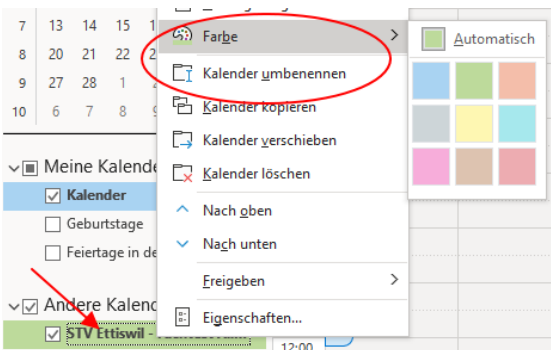 Farbe
Automatisch
Kalender umbenennen
Kalender kopieren
Kalender verschieben
Kalender löschen
Nach oben
Nach unten
Freigeben
Eigenschaften...
7 13 14 15
8 20 21 22
9 27 28 1
10 6 7 8
Meine Kalende
Kalender
Geburtstage
Feiertage in de
Andere Kalend
STV Ettiswil -
12:00